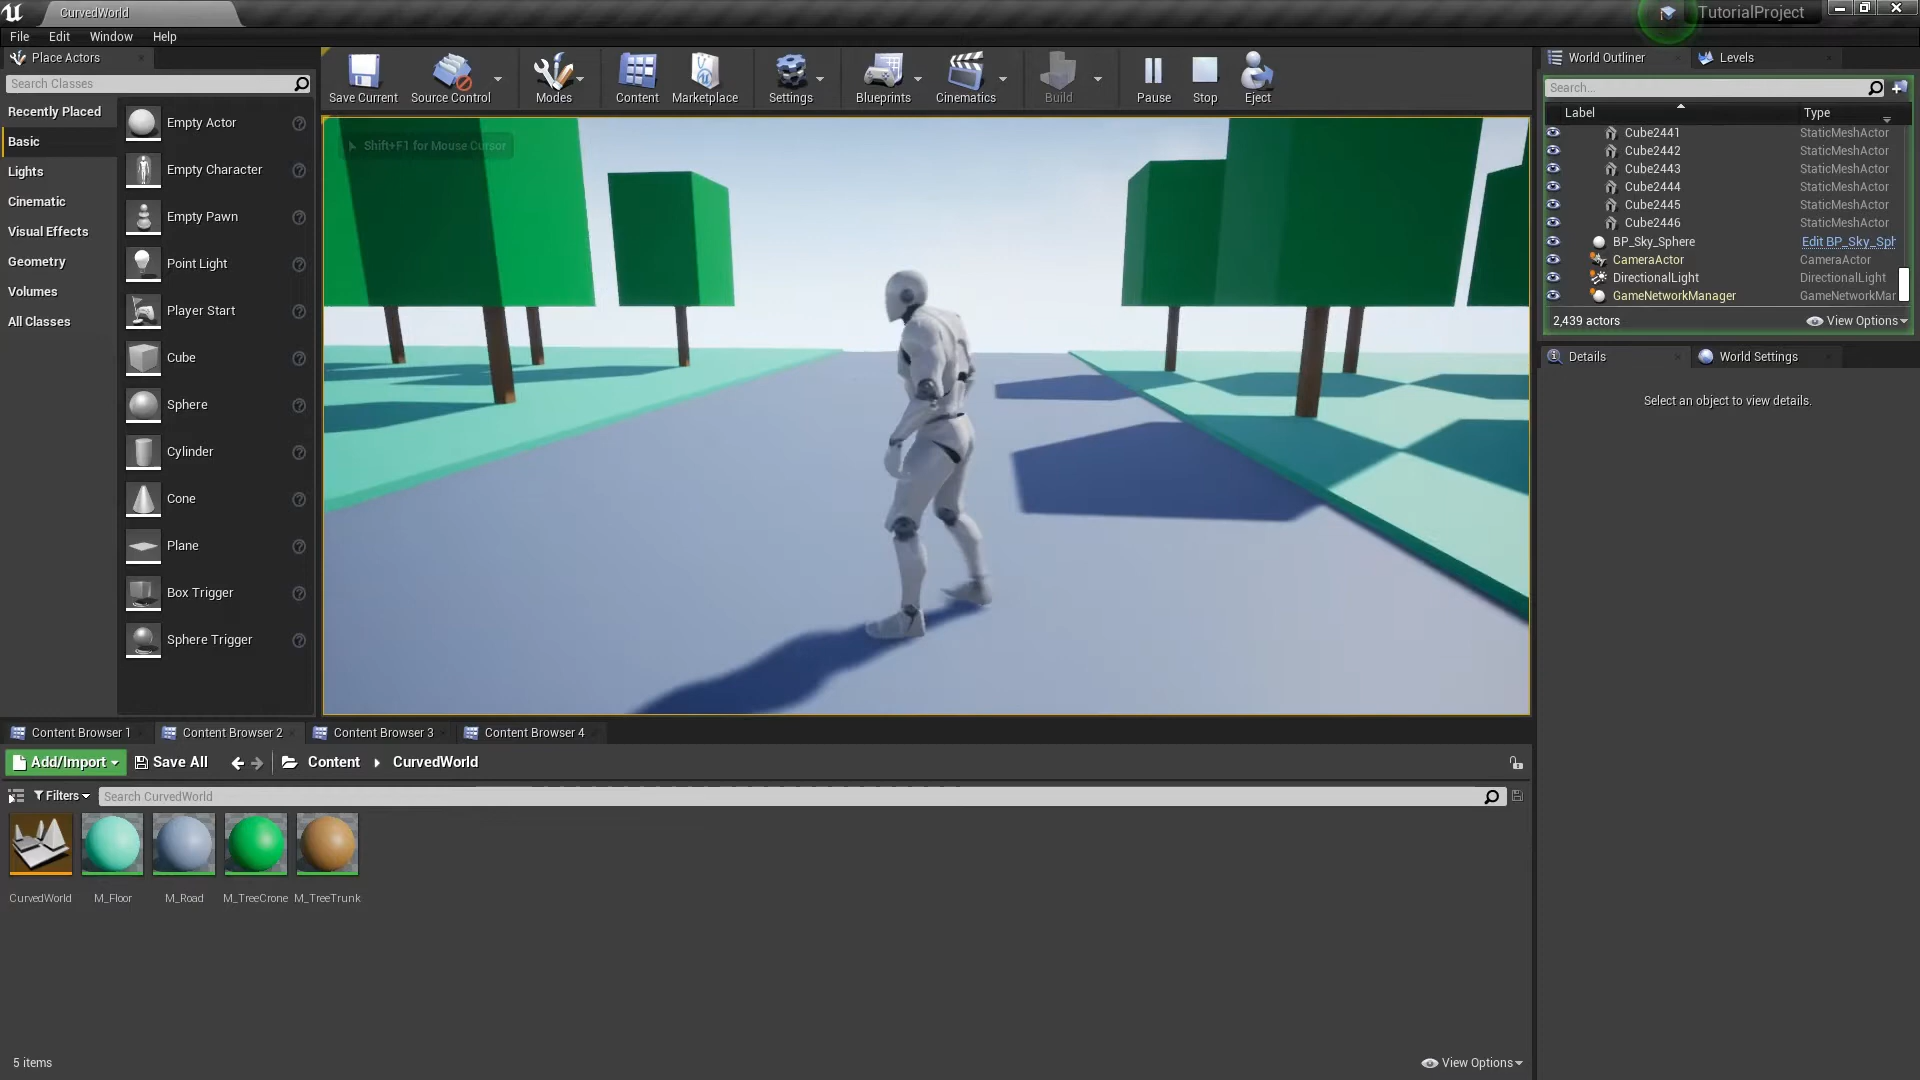 CurvedWorld
TutorialProject
File Edit Window Help
Place Actors
Search Classes
Recently Placed
Basic
Lights
Cinematic
Visual Effects
Geometry
Volumes
All Classes
Empty Actor
Empty Character
Empty Pawn
Point Light
Player Start
Cube
Sphere
Cylinder
Cone
Plane
Box Trigger
Sphere Trigger
Save Current Source Control Modes Content Marketplace Settings Blueprints Cinematics Build Pause Stop Eject
Shift+F1 for Mouse Cursor
World Outliner Levels
Search...
Label Type
Cube2441 StaticMeshActor
Cube2442 StaticMeshActor
Cube2443 StaticMeshActor
Cube2444 StaticMeshActor
Cube2445 StaticMeshActor
Cube2446 StaticMeshActor
BP_Sky_Sphere Edit BP_Sky_Sph
CameraActor CameraActor
DirectionalLight DirectionalLight
GameNetworkManager GameNetworkMar
2,439 actors View Options
Details World Settings
Select an object to view details.
Content Browser 1 Content Browser 2 Content Browser 3 Content Browser 4
Add/Import Save All Content CurvedWorld
Filters Search CurvedWorld
CurvedWorld M_Floor M_Road M_TreeCrone M_TreeTrunk
5 items View Options